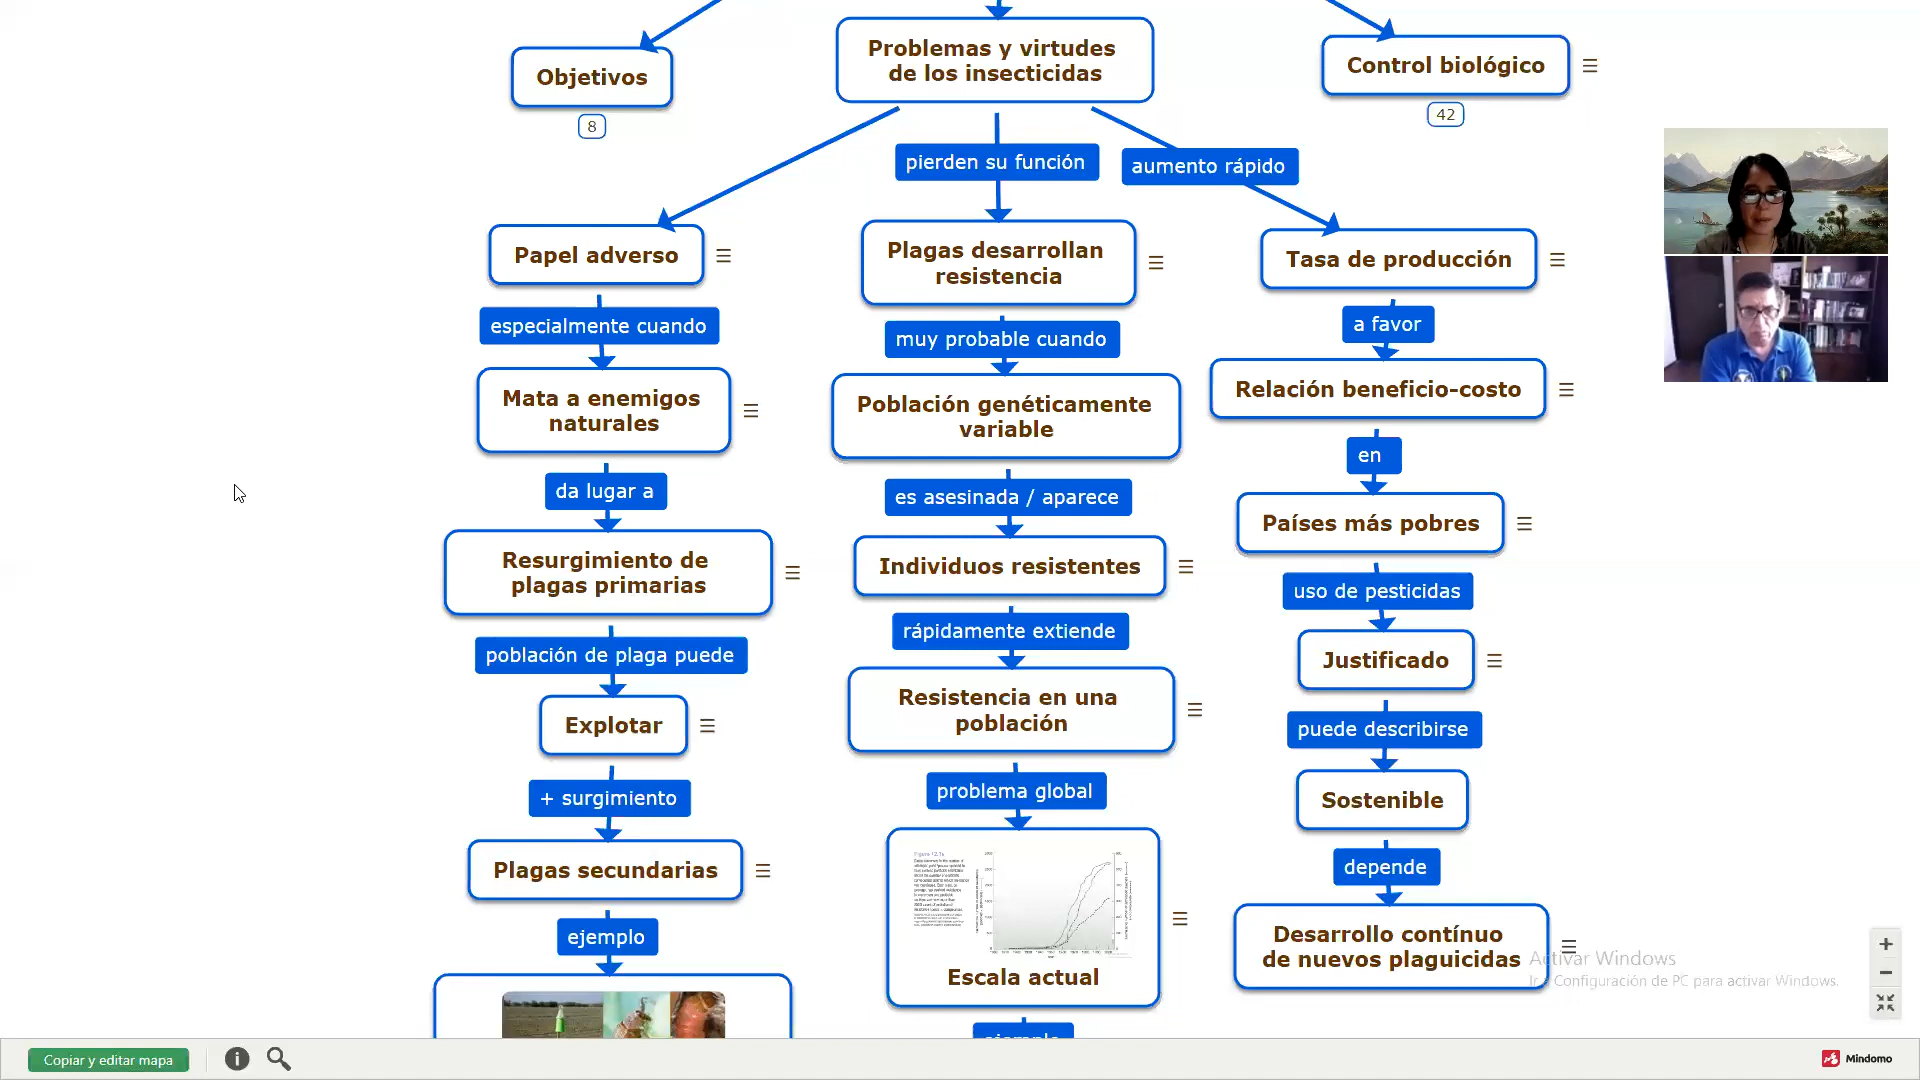 Problemas y virtudes
de los insecticidas
Objetivos
8
Control biológico
42
pierden su función
aumento rápido
Papel adverso
Plagas desarrollan
resistencia
Tasa de producción
especialmente cuando
muy probable cuando
a favor
Mata a enemigos
naturales
Población genéticamente
variable
Relación beneficio-costo
en
da lugar a
es asesinada / aparece
Países más pobres
Resurgimiento de
plagas primarias
Individuos resistentes
uso de pesticidas
población de plaga puede
rápidamente extiende
Justificado
Explotar
Resistencia en una
población
puede describirse
+ surgimiento
problema global
Sostenible
Plagas secundarias
depende
ejemplo
Escala actual
Desarrollo contínuo
de nuevos plaguicidas
Activar Windows
Configuración de PC para activar Windows.
Copiar y editar mapa
Mindomo